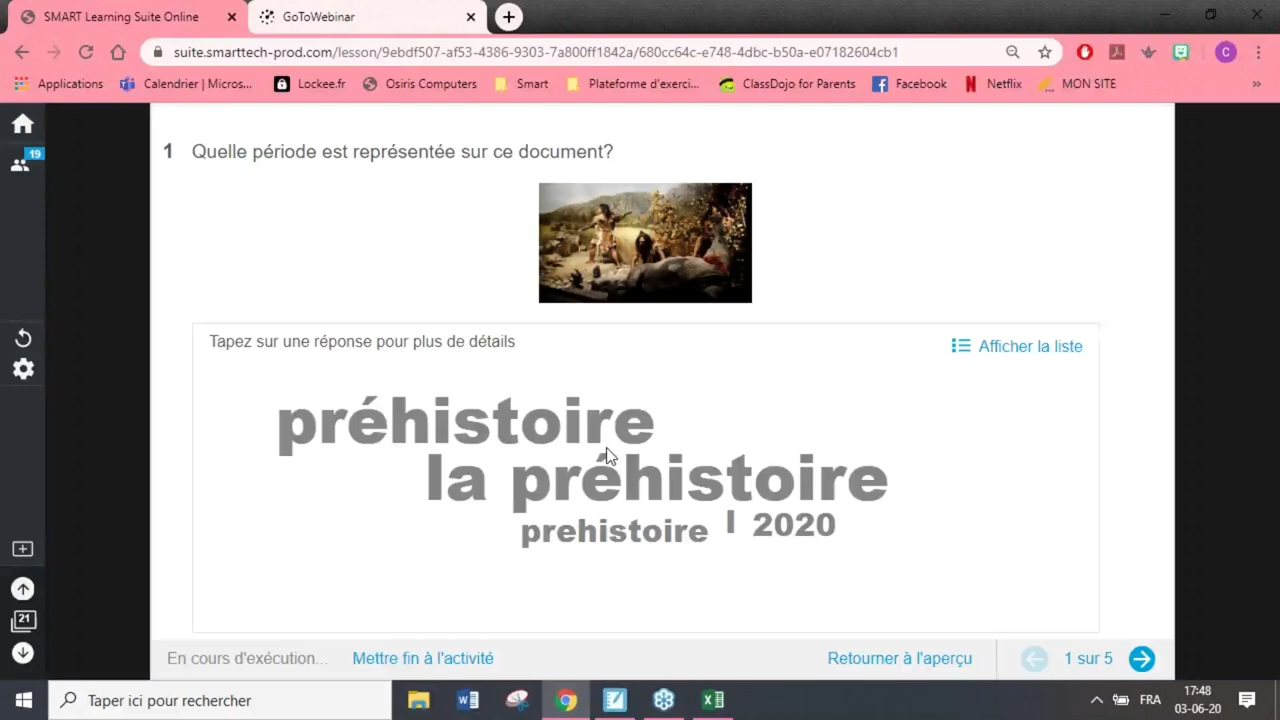 SMART Learning Suite Online
GoToWebinar
suite.smarttech-prod.com/lesson/9ebdf507-af53-4386-9303-7a800ff1842a/680cc64c-e748-4dbc-b50a-e07182604cb1
C
Applications
Calendrier | Micros...
Lockee.fr
Osiris Computers
Smart
Plateforme d'exerci...
ClassDojo for Parents
Facebook
Netflix
MON SITE
»
19
1 Quelle période est représentée sur ce document?
Tapez sur une réponse pour plus de détails
Afficher la liste
préhistoire
la préhistoire
prehistoire l 2020
21
En cours d'exécution...
Mettre fin à l'activité
Retourner à l'aperçu
1 sur 5
Taper ici pour rechercher
FRA
17:48
03-06-20